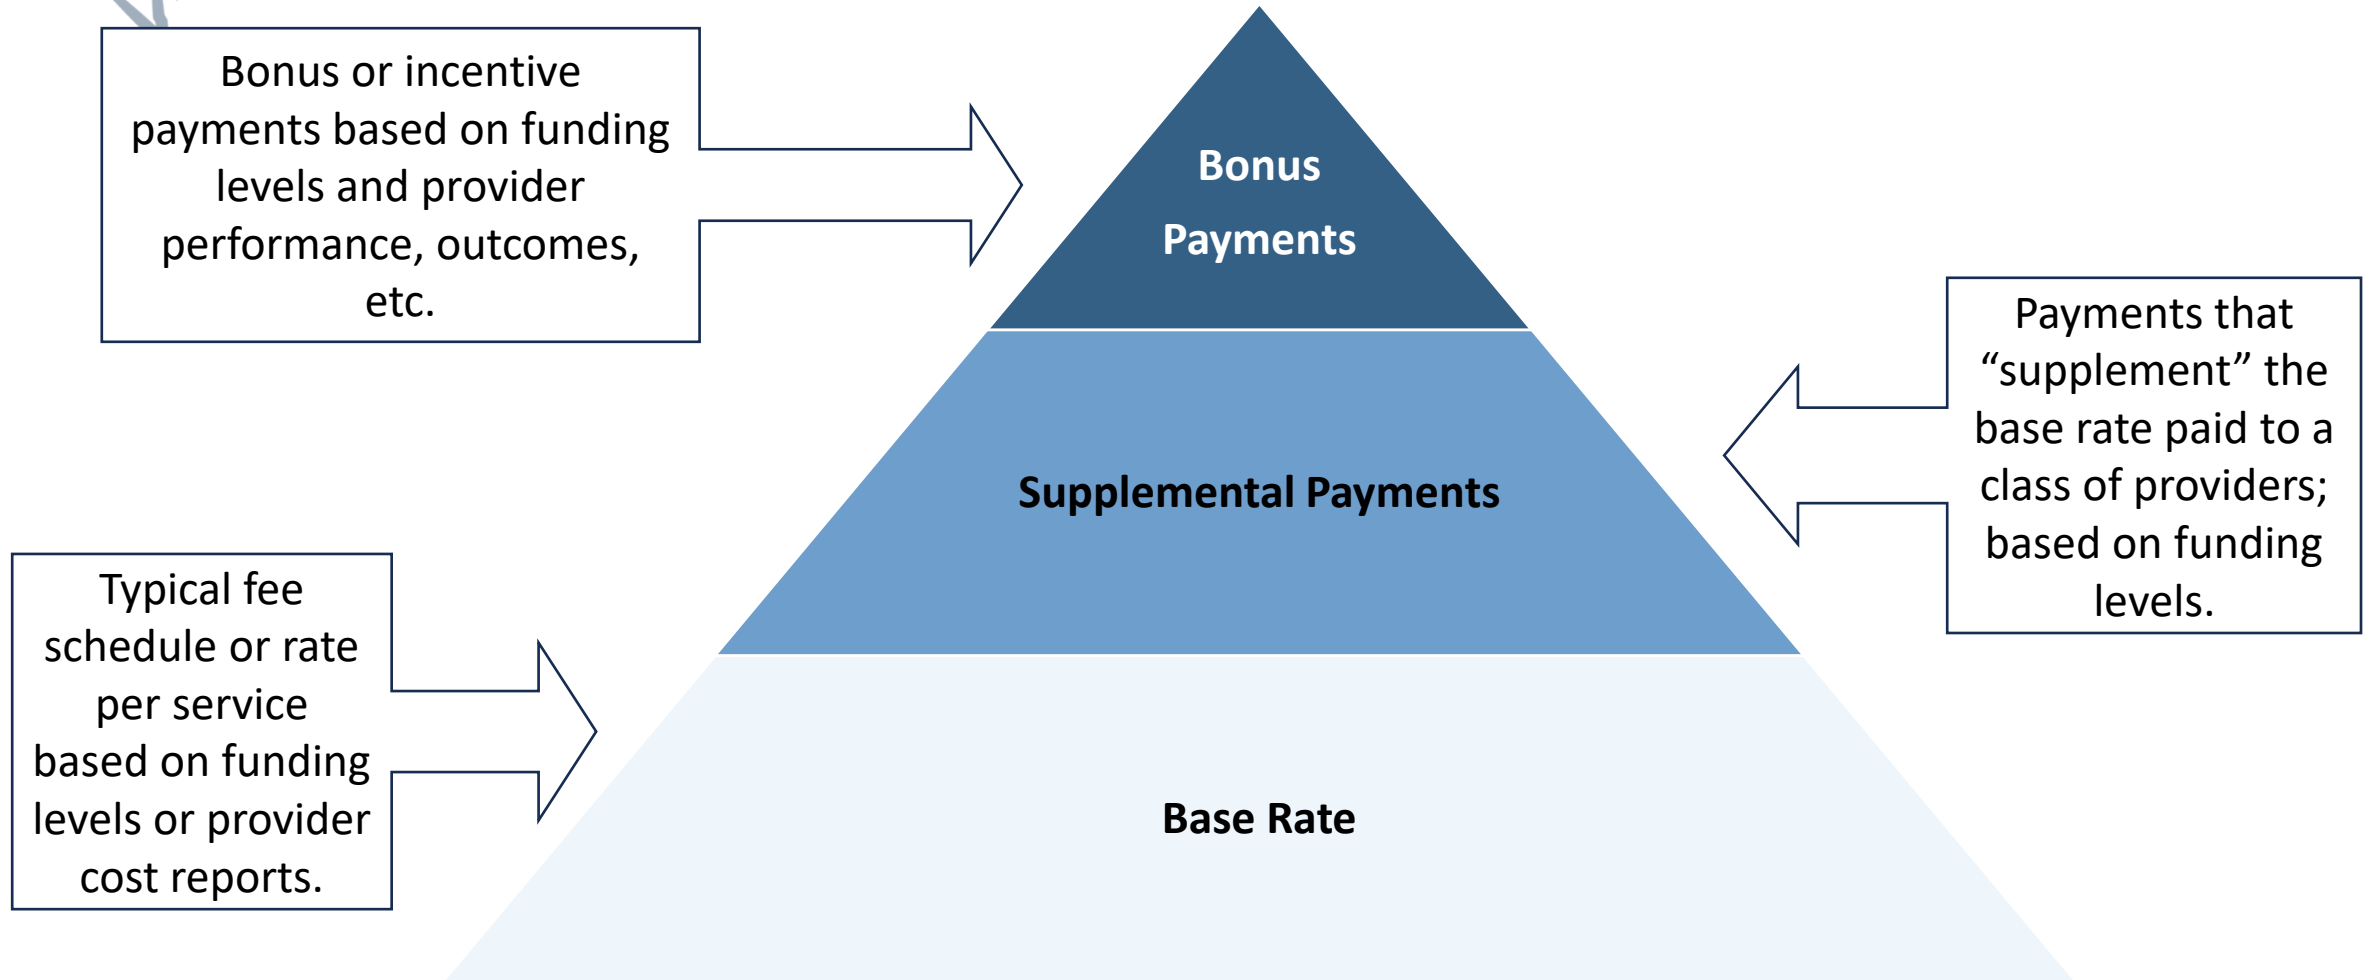 Bonus or incentive
payments based on funding
levels and provider
performance, outcomes,
etc.
Bonus
Payments
Payments that
“supplement” the
base rate paid to a
class of providers;
based on funding
levels.
Supplemental Payments
Typical fee
schedule or rate
per service
based on funding
levels or provider
cost reports.
Base Rate